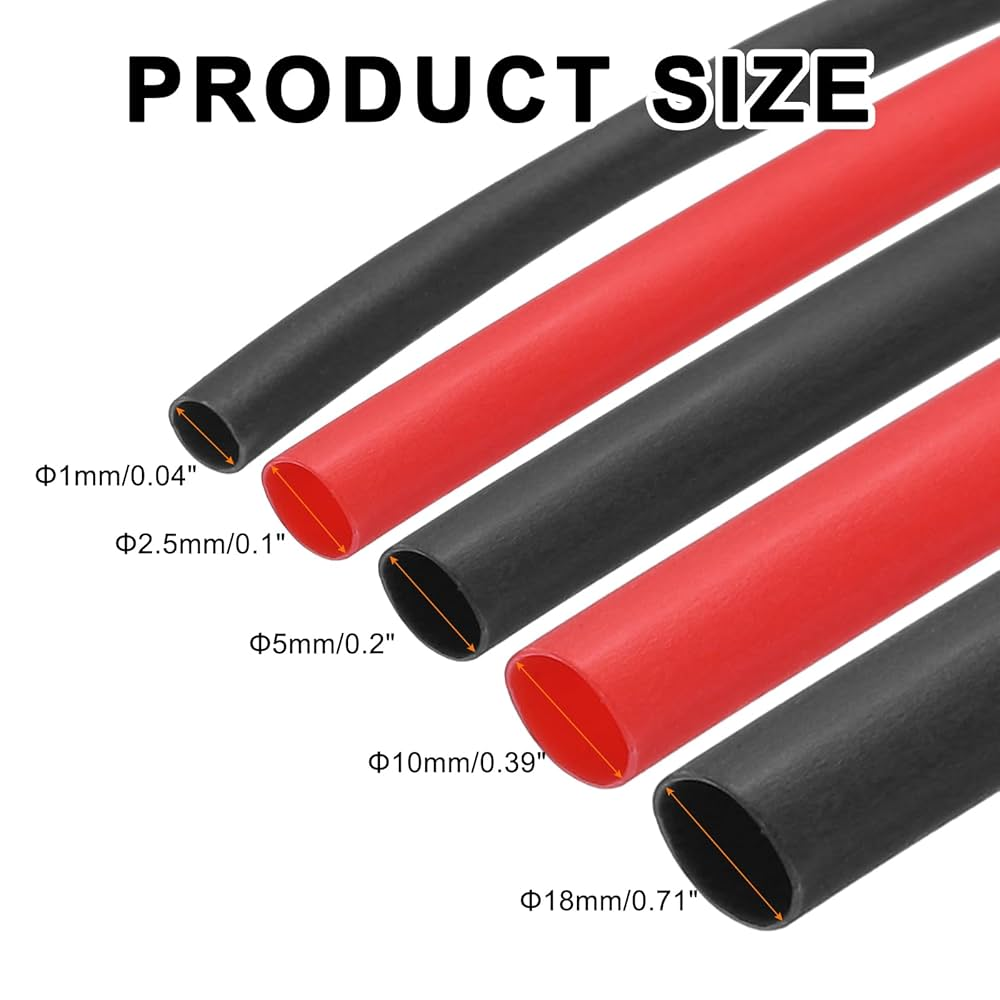 PRODUCT SIZE
Φ1mm/0.04"
Φ2.5mm/0.1"
Φ5mm/0.2"
Φ10mm/0.39"
Φ18mm/0.71"